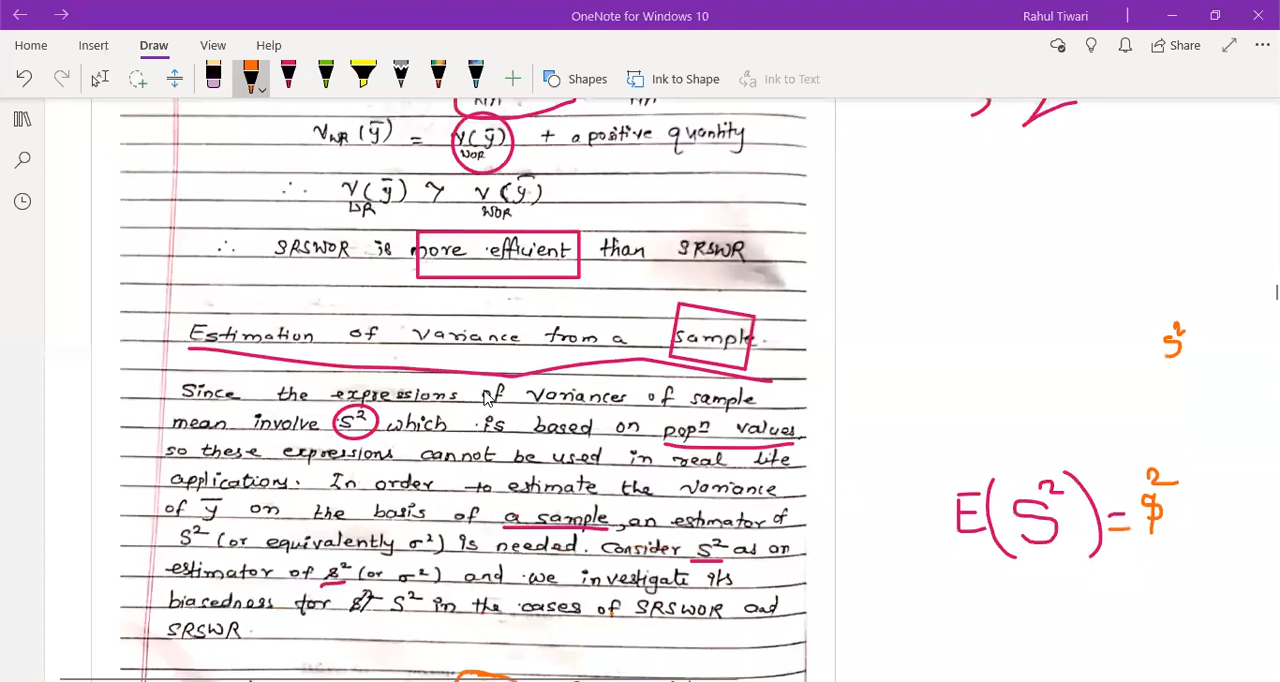 OneNote for Windows 10
Rahul Tiwari
Home Insert Draw View Help
Share
Shapes Ink to Shape Ink to Text
V_WR (ȳ) = V(ȳ)_WOR + a positive quantity
∴ V(ȳ)_WR > V(ȳ)_WOR
∴ SRSWOR is more efficient than SRSWR
Estimation of variance from a sample.
Since the expressions of variances of sample
mean involve S² which is based on popⁿ values
so these expressions cannot be used in real life
application. In order to estimate the variance
of ȳ on the basis of a sample, an estimator of
S² (or equivalently σ²) is needed. Consider s² as an
estimator of s² (or σ²) and we investigate its
biasedness for S² in the cases of SRSWOR and
SRSWR.
s²
E(S²) =